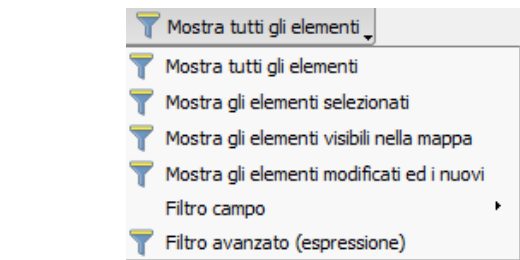 Mostra tutti gli elementi
Mostra tutti gli elementi
Mostra gli elementi selezionati
Mostra gli elementi visibili nella mappa
Mostra gli elementi modificati ed i nuovi
Filtro campo
Filtro avanzato (espressione)